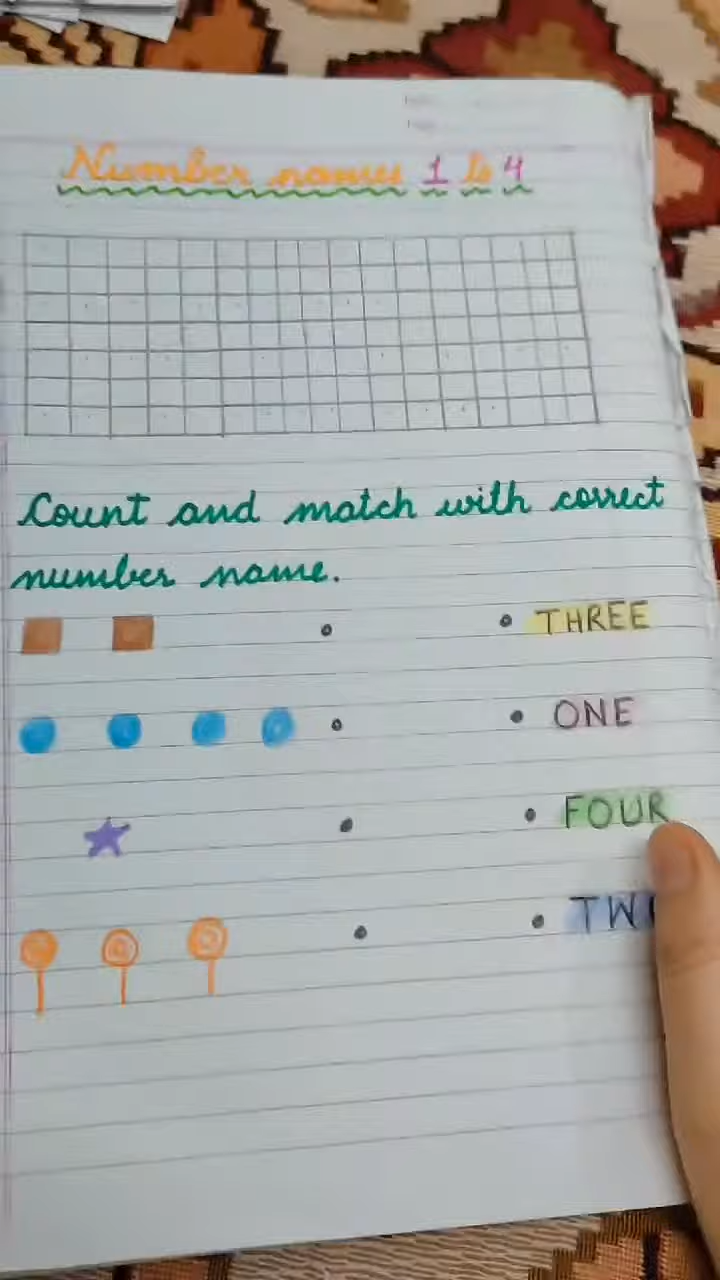 Number names 1 to 4
Count and match with correct
number name.
THREE
ONE
FOUR